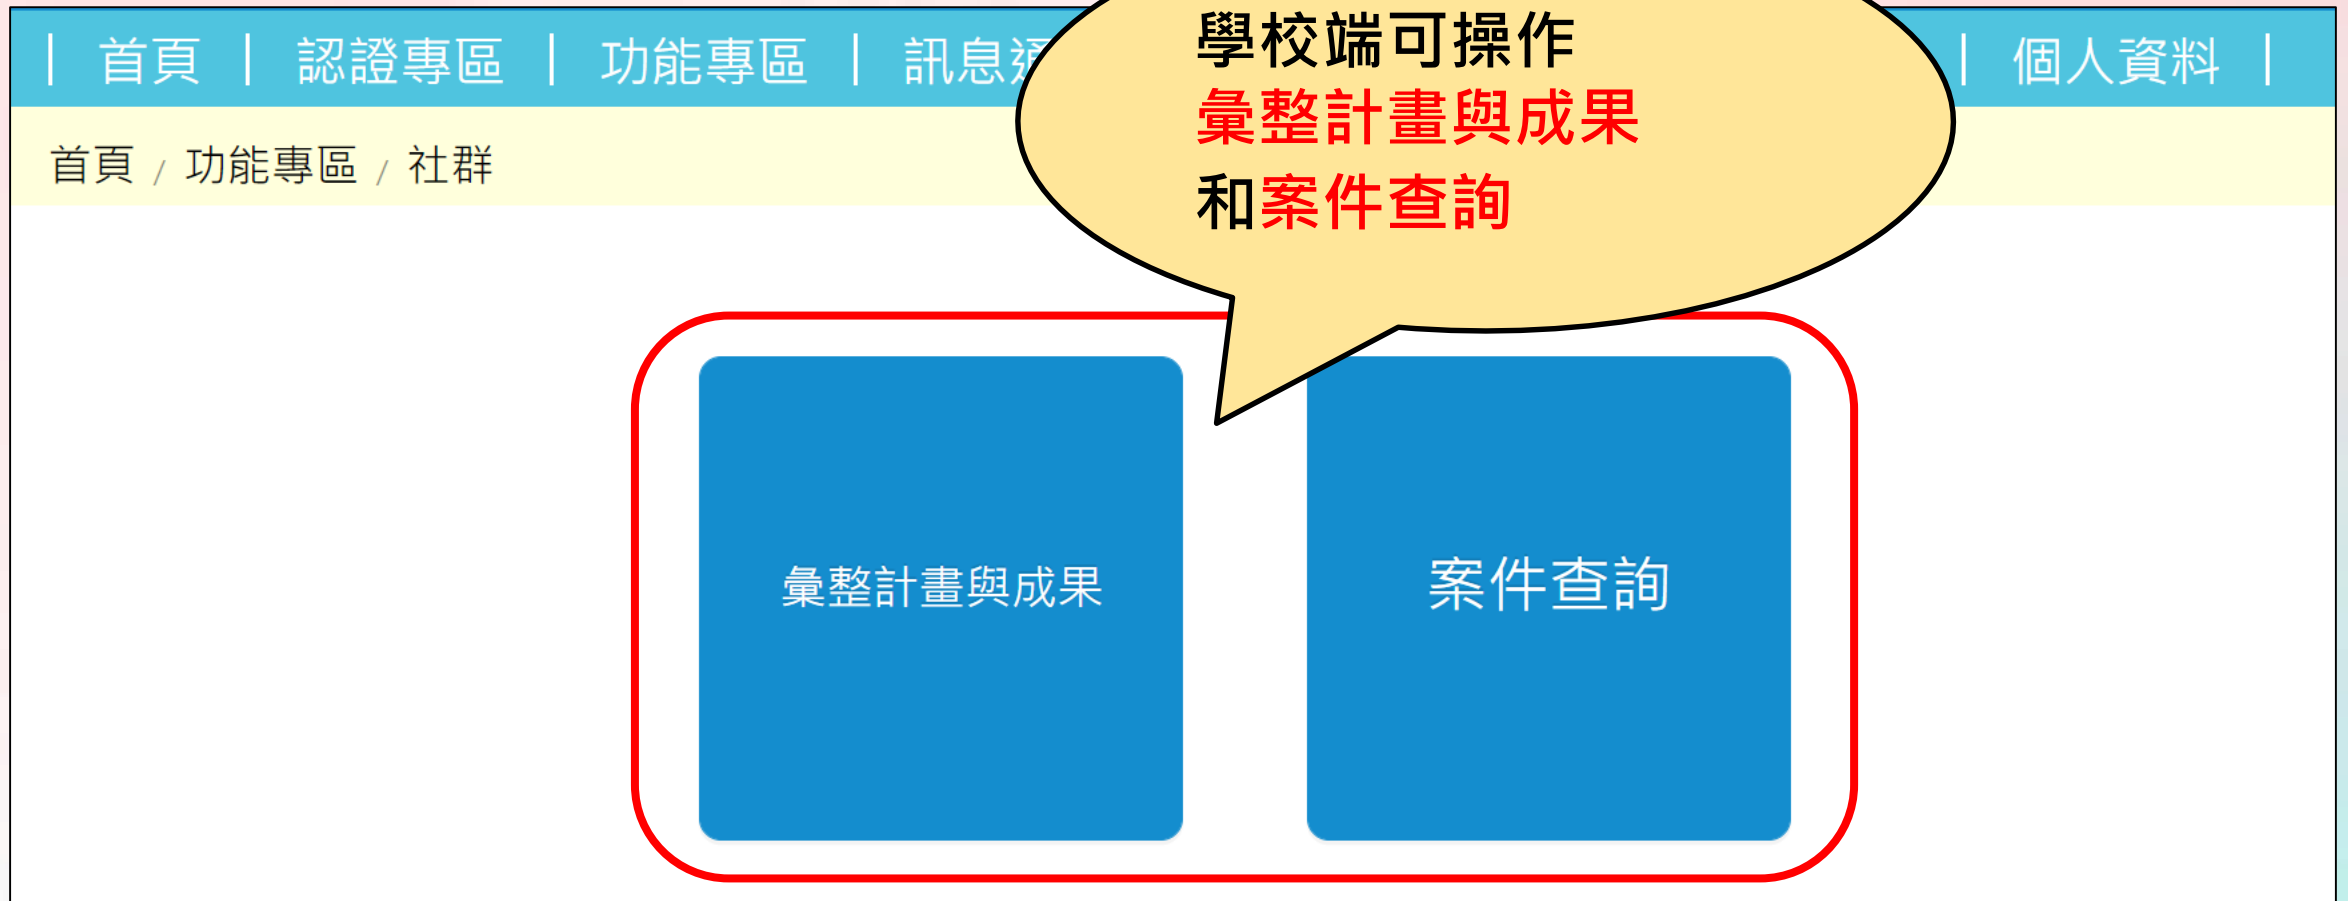 首頁 認證專區 功能專區 訊息 個人資料
首頁 / 功能專區 / 社群
學校端可操作
彙整計畫與成果
和案件查詢
彙整計畫與成果
案件查詢